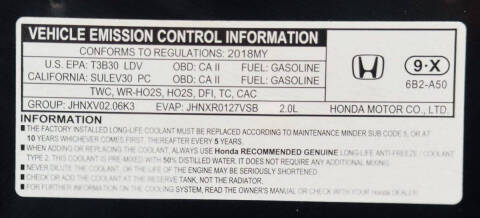 VEHICLE EMISSION CONTROL INFORMATION
CONFORMS TO REGULATIONS: 2018MY
U.S. EPA: T3B30 LDV OBD: CA II FUEL: GASOLINE
CALIFORNIA: SULEV30 PC OBD: CA II FUEL: GASOLINE
TWC, WR-HO2S, HO2S, DFI, TC, CAC
HONDA
9·X
6B2-A50
GROUP: JHNXV02.06K3 EVAP: JHNXR0127VSB 2.0L HONDA MOTOR CO., LTD.
INFORMATION
■ THE FACTORY INSTALLED LONG-LIFE COOLANT MUST BE REPLACED ACCORDING TO MAINTENANCE MINDER SUB CODE 5, OR AT
10 YEARS WHICHEVER COMES FIRST, THEREAFTER EVERY 5 YEARS.
■ WHEN ADDING OR REPLACING THE COOLANT, ALWAYS USE Honda RECOMMENDED GENUINE LONG-LIFE ANTI-FREEZE / COOLANT
TYPE 2. THIS COOLANT IS PRE-MIXED WITH 50% DISTILLED WATER. IT DOES NOT REQUIRE ANY ADDITIONAL MIXING.
■ NEVER DILUTE THE COOLANT, OR THE LIFE OF THE ENGINE MAY BE SERIOUSLY SHORTENED.
■ CHECK OR ADD THE COOLANT AT THE RESERVE TANK, NOT THE RADIATOR.
■ FOR FURTHER INFORMATION ON THE COOLING SYSTEM, READ THE OWNER'S MANUAL OR CHECK WITH YOUR Honda DEALER.